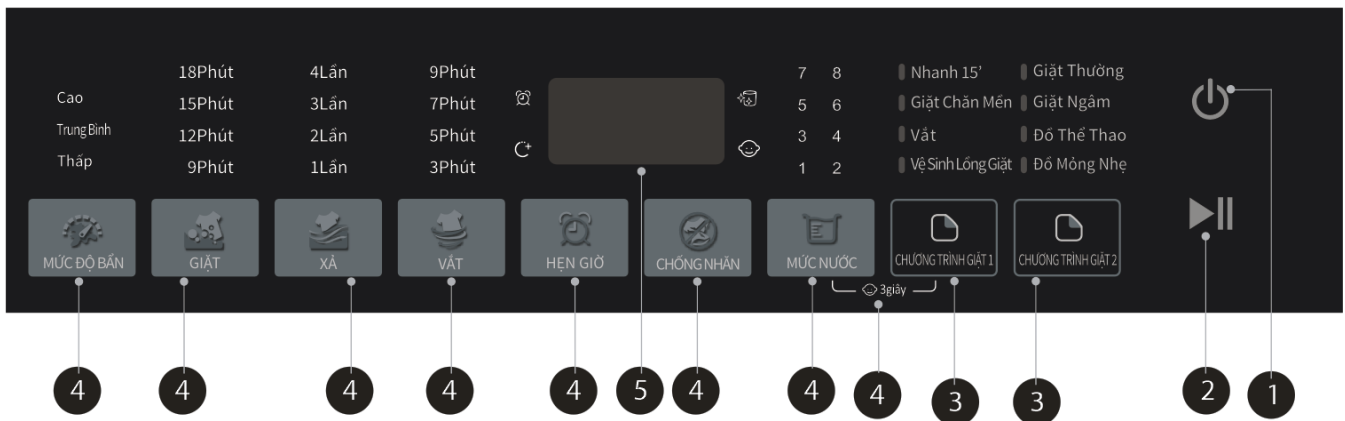 18Phút 4Lần 9Phút 7 8 Nhanh 15’ Giặt Thường
Cao 15Phút 3Lần 7Phút 5 6 Giặt Chăn Mền Giặt Ngâm
Trung Bình 12Phút 2Lần 5Phút 3 4 Vắt Đồ Thể Thao
Thấp 9Phút 1Lần 3Phút 1 2 Vệ Sinh Lồng Giặt Đồ Mỏng Nhẹ
MỨC ĐỘ BẨN GIẶT XẢ VẮT HẸN GIỜ CHỐNG NHĂN MỨC NƯỚC CHƯƠNG TRÌNH GIẶT 1 CHƯƠNG TRÌNH GIẶT 2
3giây
4 4 4 4 4 5 4 4 4 3 3 2 1